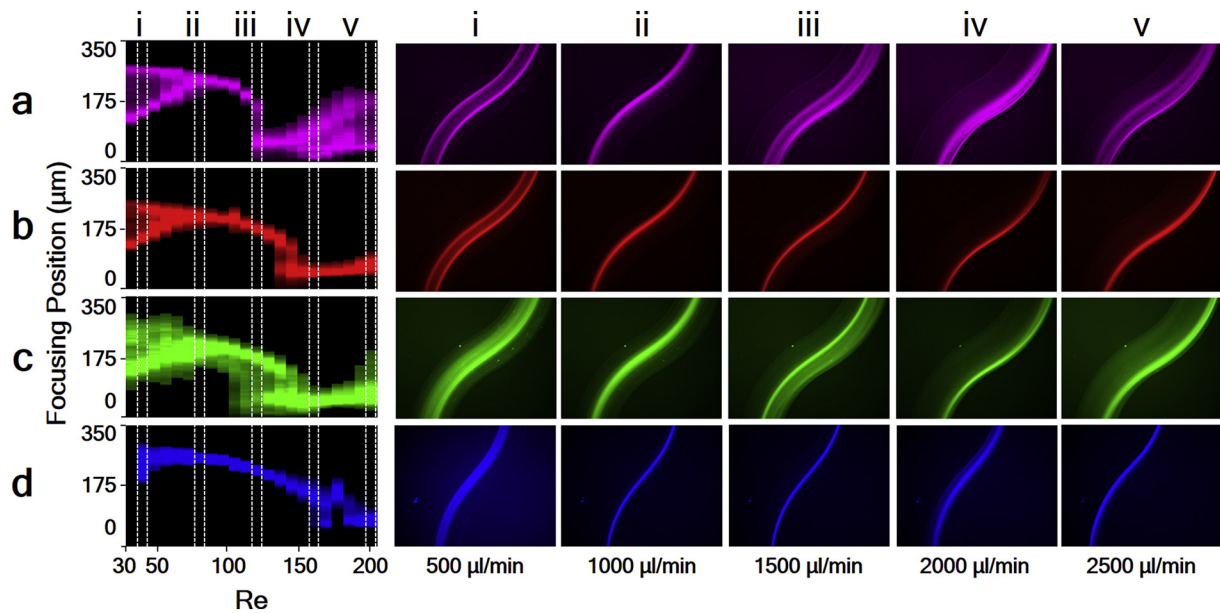 i ii iii iv v i ii iii iv v
a 350 175 0
b 350 175 0
c 350 175 0
d 350 175 0
Focusing Position (µm)
30 50 100 150 200
Re
500 µl/min 1000 µl/min 1500 µl/min 2000 µl/min 2500 µl/min